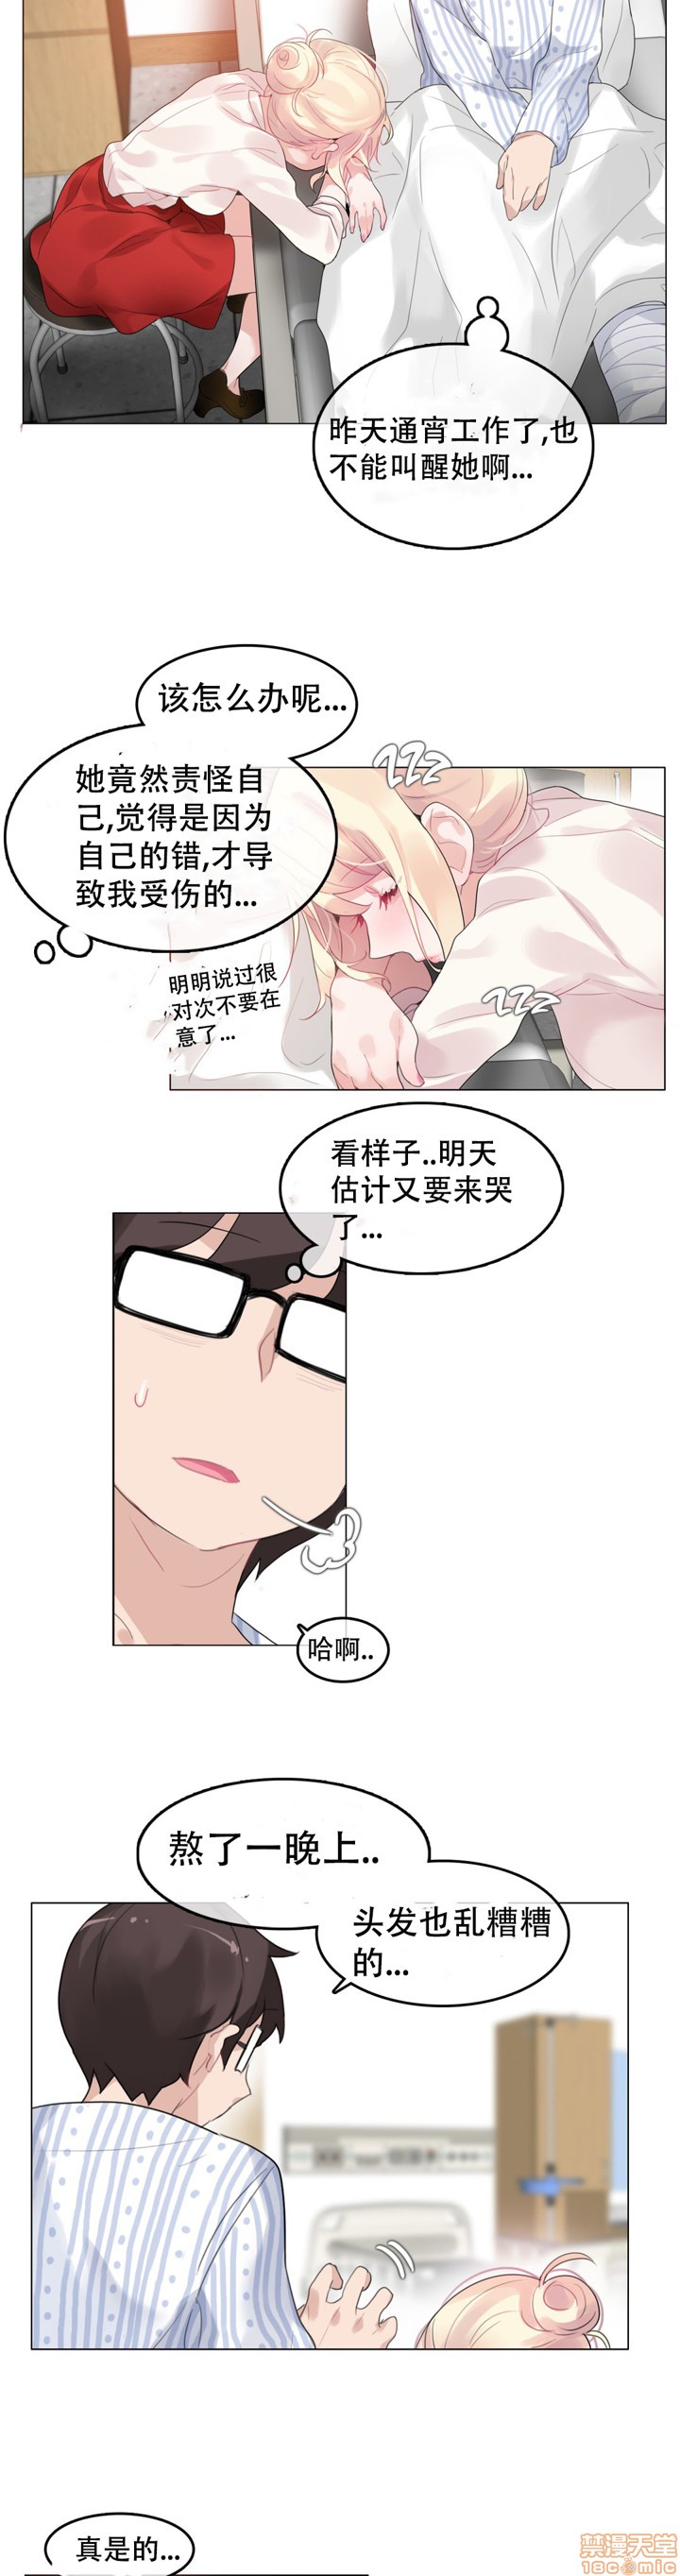 昨天通宵工作了,也
不能叫醒她啊...
该怎么办呢...
她竟然责怪自
己,觉得是因为
自己的错,才导
致我受伤的...
zzz
明明说过很
对次不要在
意了...
zzz
看样子..明天
估计又要来哭
了...
哈啊..
熬了一晚上..
头发也乱糟糟
的...
真是的...
禁漫天堂
18comic